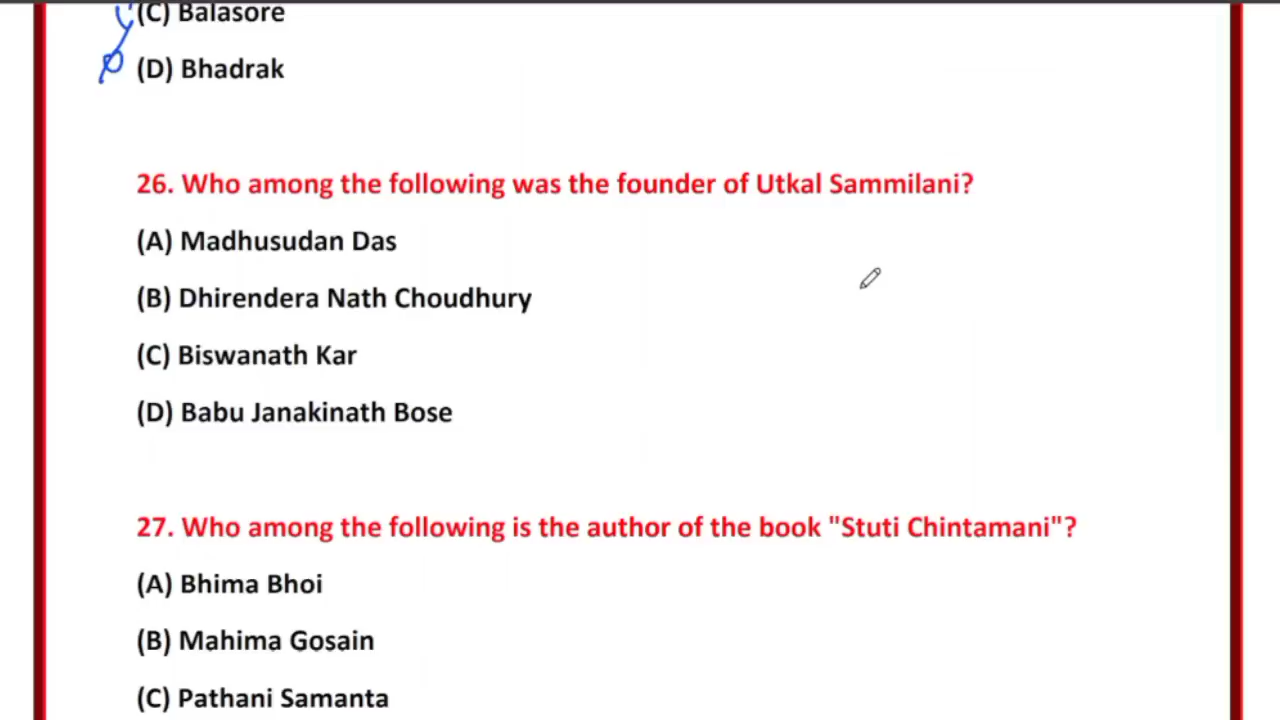 (C) Balasore
(D) Bhadrak
26. Who among the following was the founder of Utkal Sammilani?
(A) Madhusudan Das
(B) Dhirendera Nath Choudhury
(C) Biswanath Kar
(D) Babu Janakinath Bose
27. Who among the following is the author of the book "Stuti Chintamani"?
(A) Bhima Bhoi
(B) Mahima Gosain
(C) Pathani Samanta